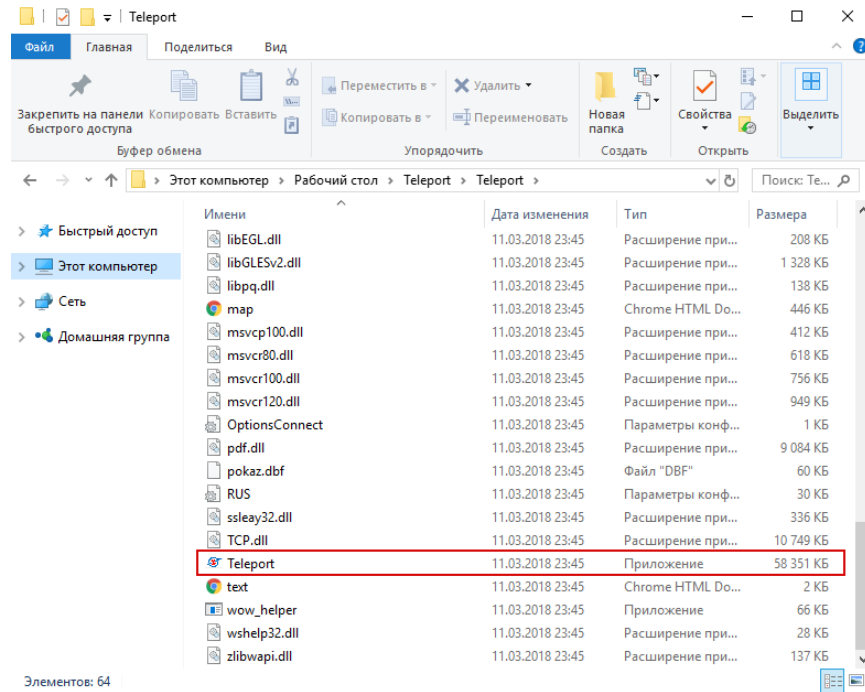 Teleport
Файл Главная Поделиться Вид
Закрепить на панели быстрого доступа
Копировать
Вставить
Переместить в
Копировать в
Удалить
Переименовать
Новая папка
Свойства
Выделить
Буфер обмена Упорядочить Создать Открыть
Этот компьютер Рабочий стол Teleport Teleport
Поиск: Те...
Быстрый доступ
Этот компьютер
Сеть
Домашняя группа
Имени Дата изменения Тип Размера
libEGL.dll 11.03.2018 23:45 Расширение при... 208 КБ
libGLESv2.dll 11.03.2018 23:45 Расширение при... 1 328 КБ
libpq.dll 11.03.2018 23:45 Расширение при... 138 КБ
map 11.03.2018 23:45 Chrome HTML Do... 446 КБ
msvcp100.dll 11.03.2018 23:45 Расширение при... 412 КБ
msvcr80.dll 11.03.2018 23:45 Расширение при... 618 КБ
msvcr100.dll 11.03.2018 23:45 Расширение при... 756 КБ
msvcr120.dll 11.03.2018 23:45 Расширение при... 949 КБ
OptionsConnect 11.03.2018 23:45 Параметры конф... 1 КБ
pdf.dll 11.03.2018 23:45 Расширение при... 9 084 КБ
pokaz.dbf 11.03.2018 23:45 Файл "DBF" 60 КБ
RUS 11.03.2018 23:45 Параметры конф... 30 КБ
ssleay32.dll 11.03.2018 23:45 Расширение при... 336 КБ
TCP.dll 11.03.2018 23:45 Расширение при... 10 749 КБ
Teleport 11.03.2018 23:45 Приложение 58 351 КБ
text 11.03.2018 23:45 Chrome HTML Do... 2 КБ
wow_helper 11.03.2018 23:45 Приложение 66 КБ
wshelp32.dll 11.03.2018 23:45 Расширение при... 28 КБ
zlibwapi.dll 11.03.2018 23:45 Расширение при... 137 КБ
Элементов: 64